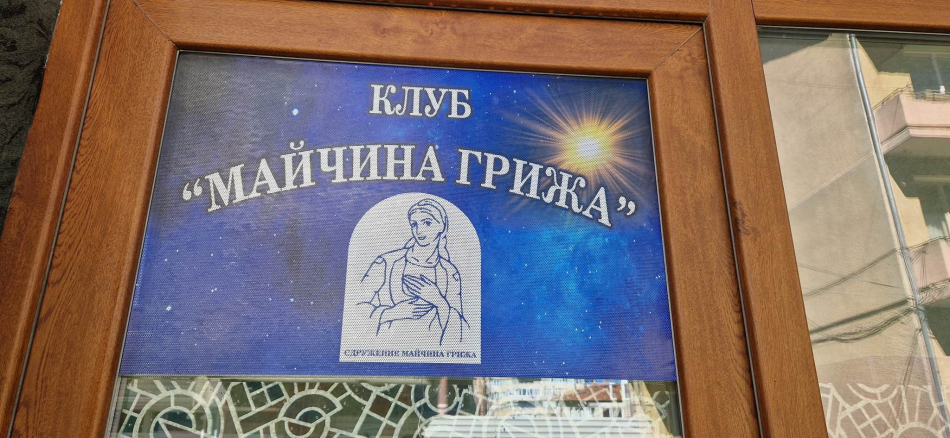 КЛУБ
“МАЙЧИНА ГРИЖА”
СДРУЖЕНИЕ МАЙЧИНА ГРИЖА